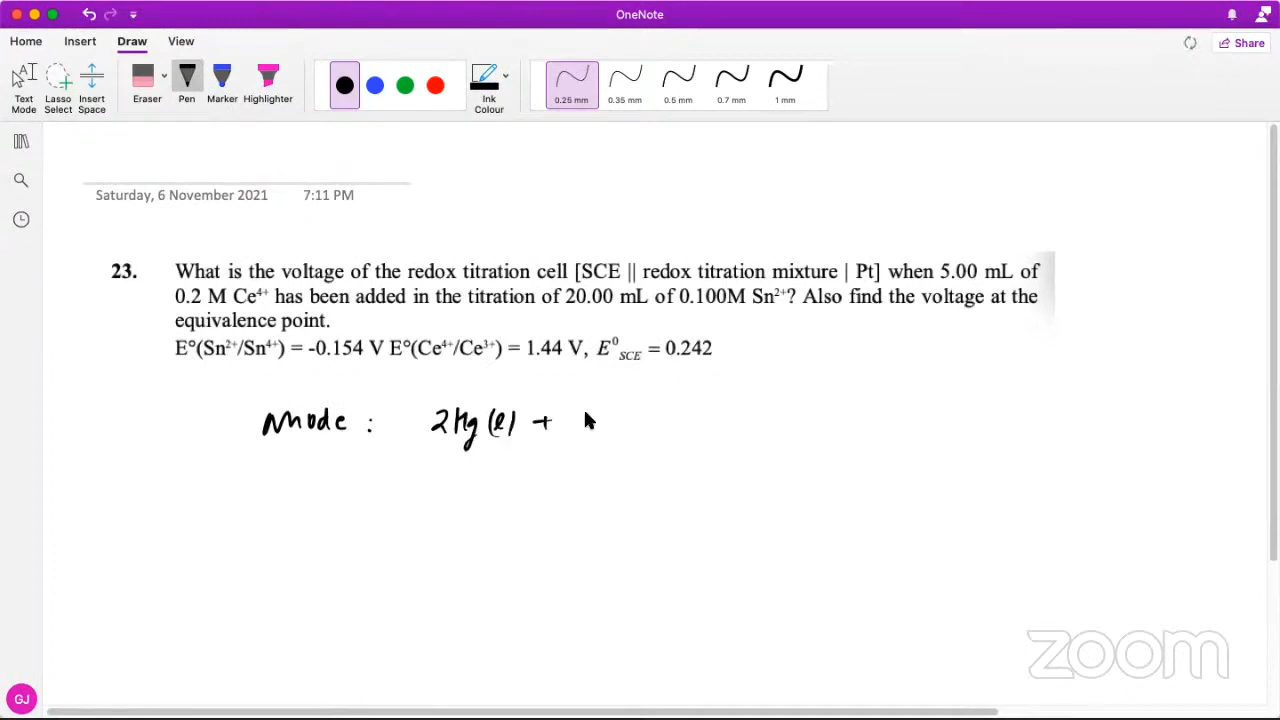 OneNote
Home Insert Draw View
Share
Text Mode
Lasso Select
Insert Space
Eraser
Pen
Marker
Highlighter
Ink Colour
0.25 mm
0.35 mm
0.5 mm
0.7 mm
1 mm
Saturday, 6 November 2021 7:11 PM
23. What is the voltage of the redox titration cell [SCE || redox titration mixture | Pt] when 5.00 mL of
0.2 M Ce⁴⁺ has been added in the titration of 20.00 mL of 0.100M Sn²⁺? Also find the voltage at the
equivalence point.
E°(Sn²⁺/Sn⁴⁺) = -0.154 V E°(Ce⁴⁺/Ce³⁺) = 1.44 V, E⁰SCE = 0.242
Anode : 2Hg (l) +
zoom
GJ